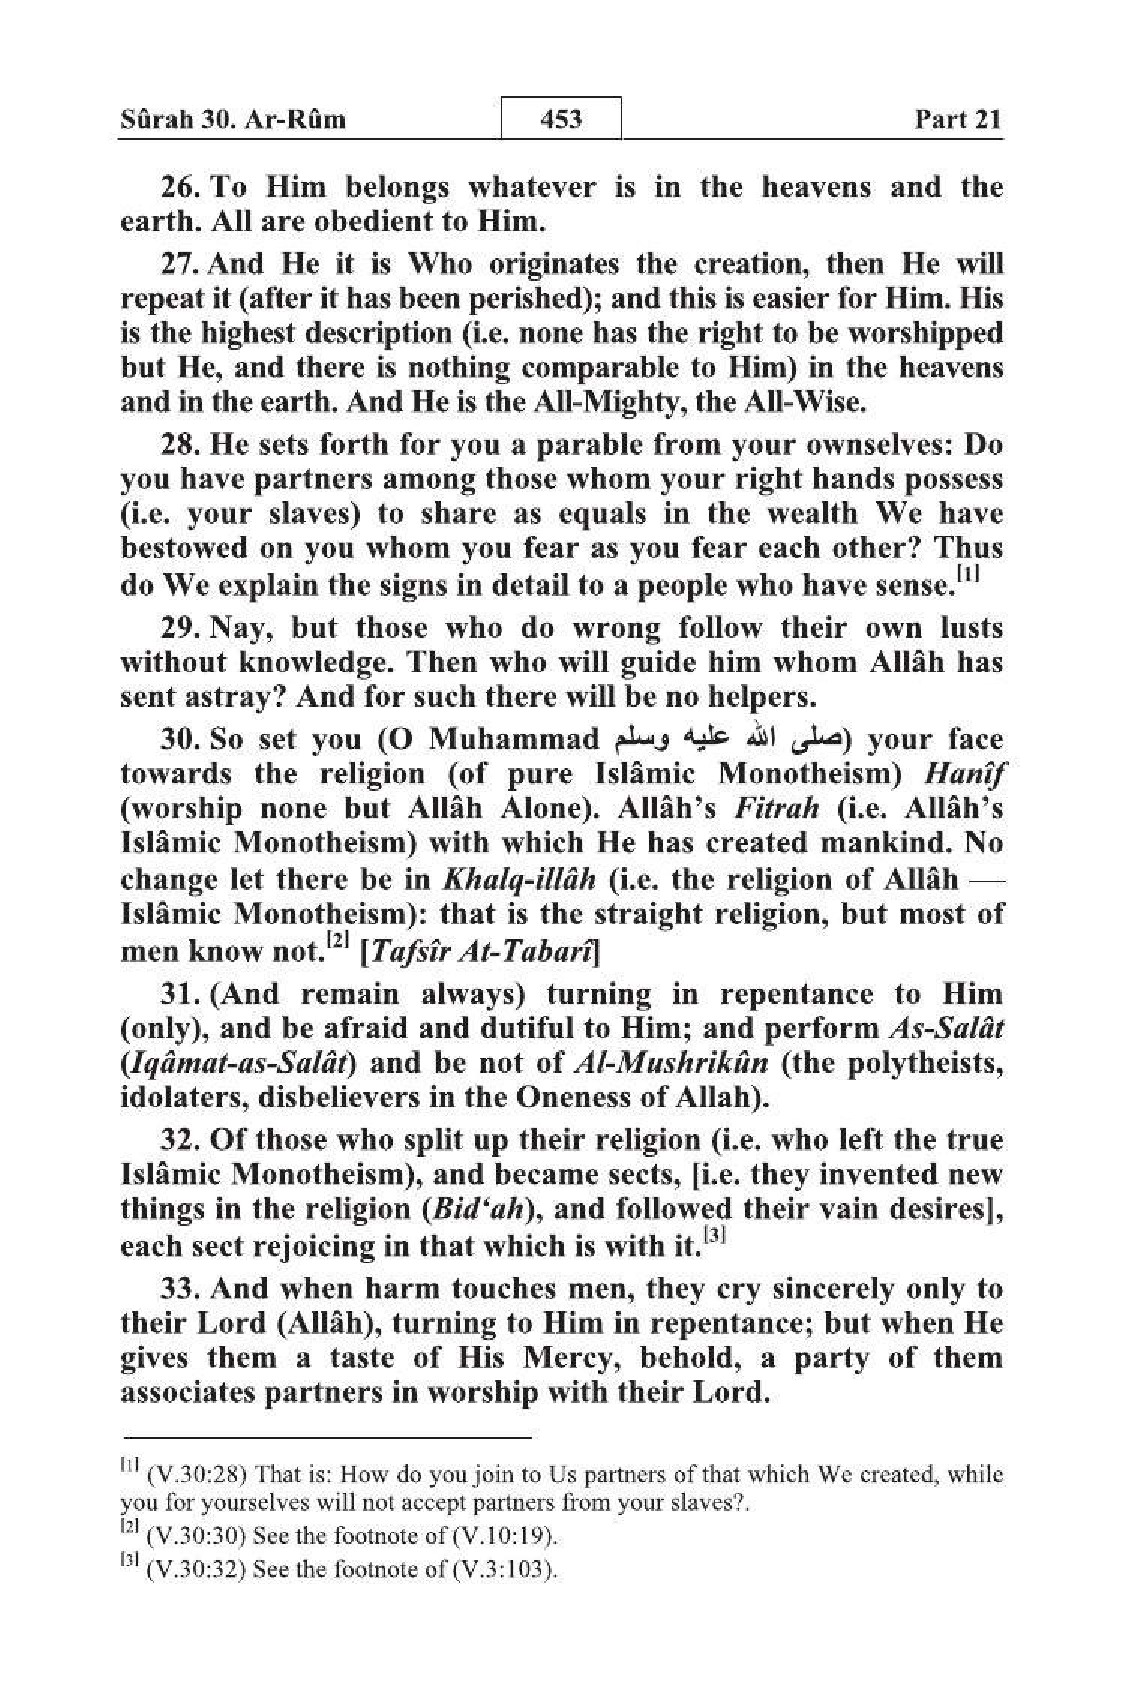 Sûrah 30. Ar-Rûm 453 Part 21
26. To Him belongs whatever is in the heavens and the
earth. All are obedient to Him.
27. And He it is Who originates the creation, then He will
repeat it (after it has been perished); and this is easier for Him. His
is the highest description (i.e. none has the right to be worshipped
but He, and there is nothing comparable to Him) in the heavens
and in the earth. And He is the All-Mighty, the All-Wise.
28. He sets forth for you a parable from your ownselves: Do
you have partners among those whom your right hands possess
(i.e. your slaves) to share as equals in the wealth We have
bestowed on you whom you fear as you fear each other? Thus
do We explain the signs in detail to a people who have sense.[1]
29. Nay, but those who do wrong follow their own lusts
without knowledge. Then who will guide him whom Allâh has
sent astray? And for such there will be no helpers.
30. So set you (O Muhammad صلى الله عليه وسلم) your face
towards the religion (of pure Islâmic Monotheism) Hanîf
(worship none but Allâh Alone). Allâh’s Fitrah (i.e. Allâh’s
Islâmic Monotheism) with which He has created mankind. No
change let there be in Khalq-illâh (i.e. the religion of Allâh —
Islâmic Monotheism): that is the straight religion, but most of
men know not.[2] [Tafsîr At-Tabarî]
31. (And remain always) turning in repentance to Him
(only), and be afraid and dutiful to Him; and perform As-Salât
(Iqâmat-as-Salât) and be not of Al-Mushrikûn (the polytheists,
idolaters, disbelievers in the Oneness of Allah).
32. Of those who split up their religion (i.e. who left the true
Islâmic Monotheism), and became sects, [i.e. they invented new
things in the religion (Bid‘ah), and followed their vain desires],
each sect rejoicing in that which is with it.[3]
33. And when harm touches men, they cry sincerely only to
their Lord (Allâh), turning to Him in repentance; but when He
gives them a taste of His Mercy, behold, a party of them
associates partners in worship with their Lord.
[1] (V.30:28) That is: How do you join to Us partners of that which We created, while
you for yourselves will not accept partners from your slaves?.
[2] (V.30:30) See the footnote of (V.10:19).
[3] (V.30:32) See the footnote of (V.3:103).